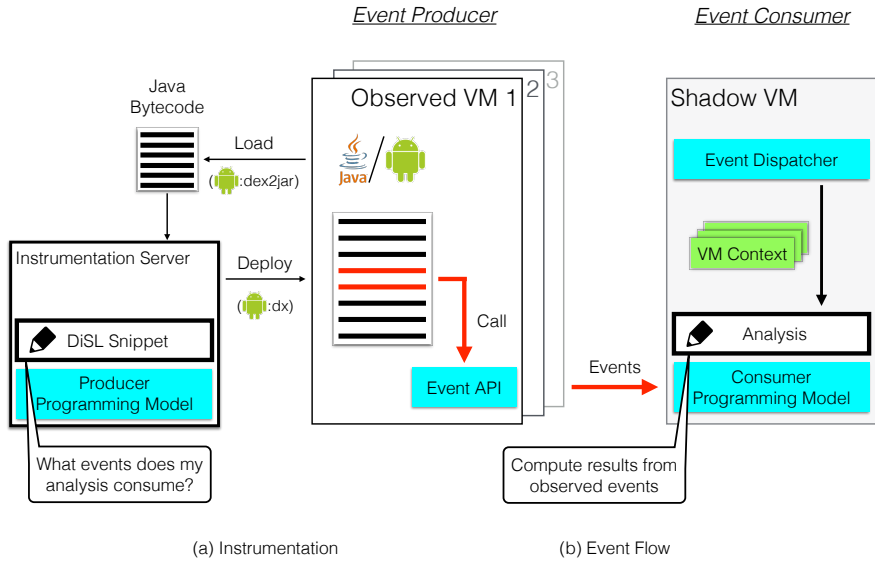 Event Producer
Event Consumer
Java
Bytecode
Load
(:dex2jar)
Observed VM 1
2
3
Java
/
Shadow VM
Event Dispatcher
VM Context
Instrumentation Server
Deploy
(:dx)
DiSL Snippet
Producer
Programming Model
Call
Event API
Events
Analysis
Consumer
Programming Model
What events does my
analysis consume?
Compute results from
observed events
(a) Instrumentation
(b) Event Flow